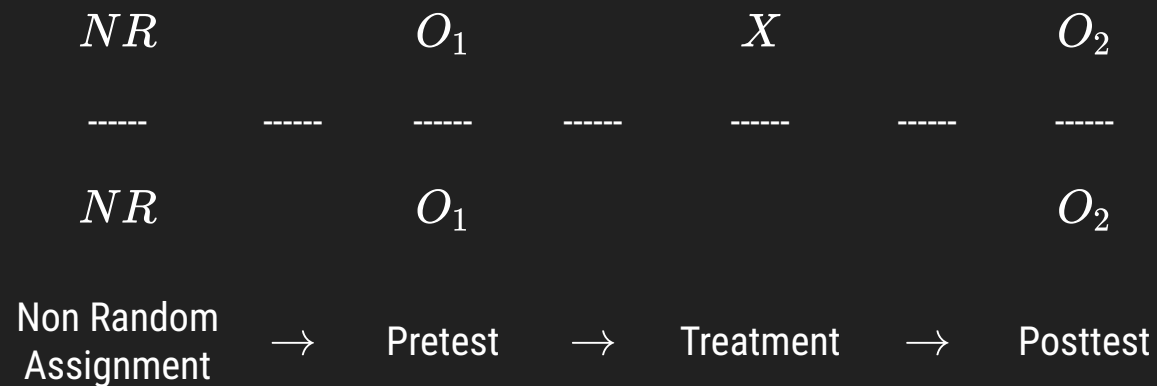 NR O₁ X O₂
------ ------ ------ ------ ------ ------ ------
NR O₁ O₂
Non Random
Assignment → Pretest → Treatment → Posttest